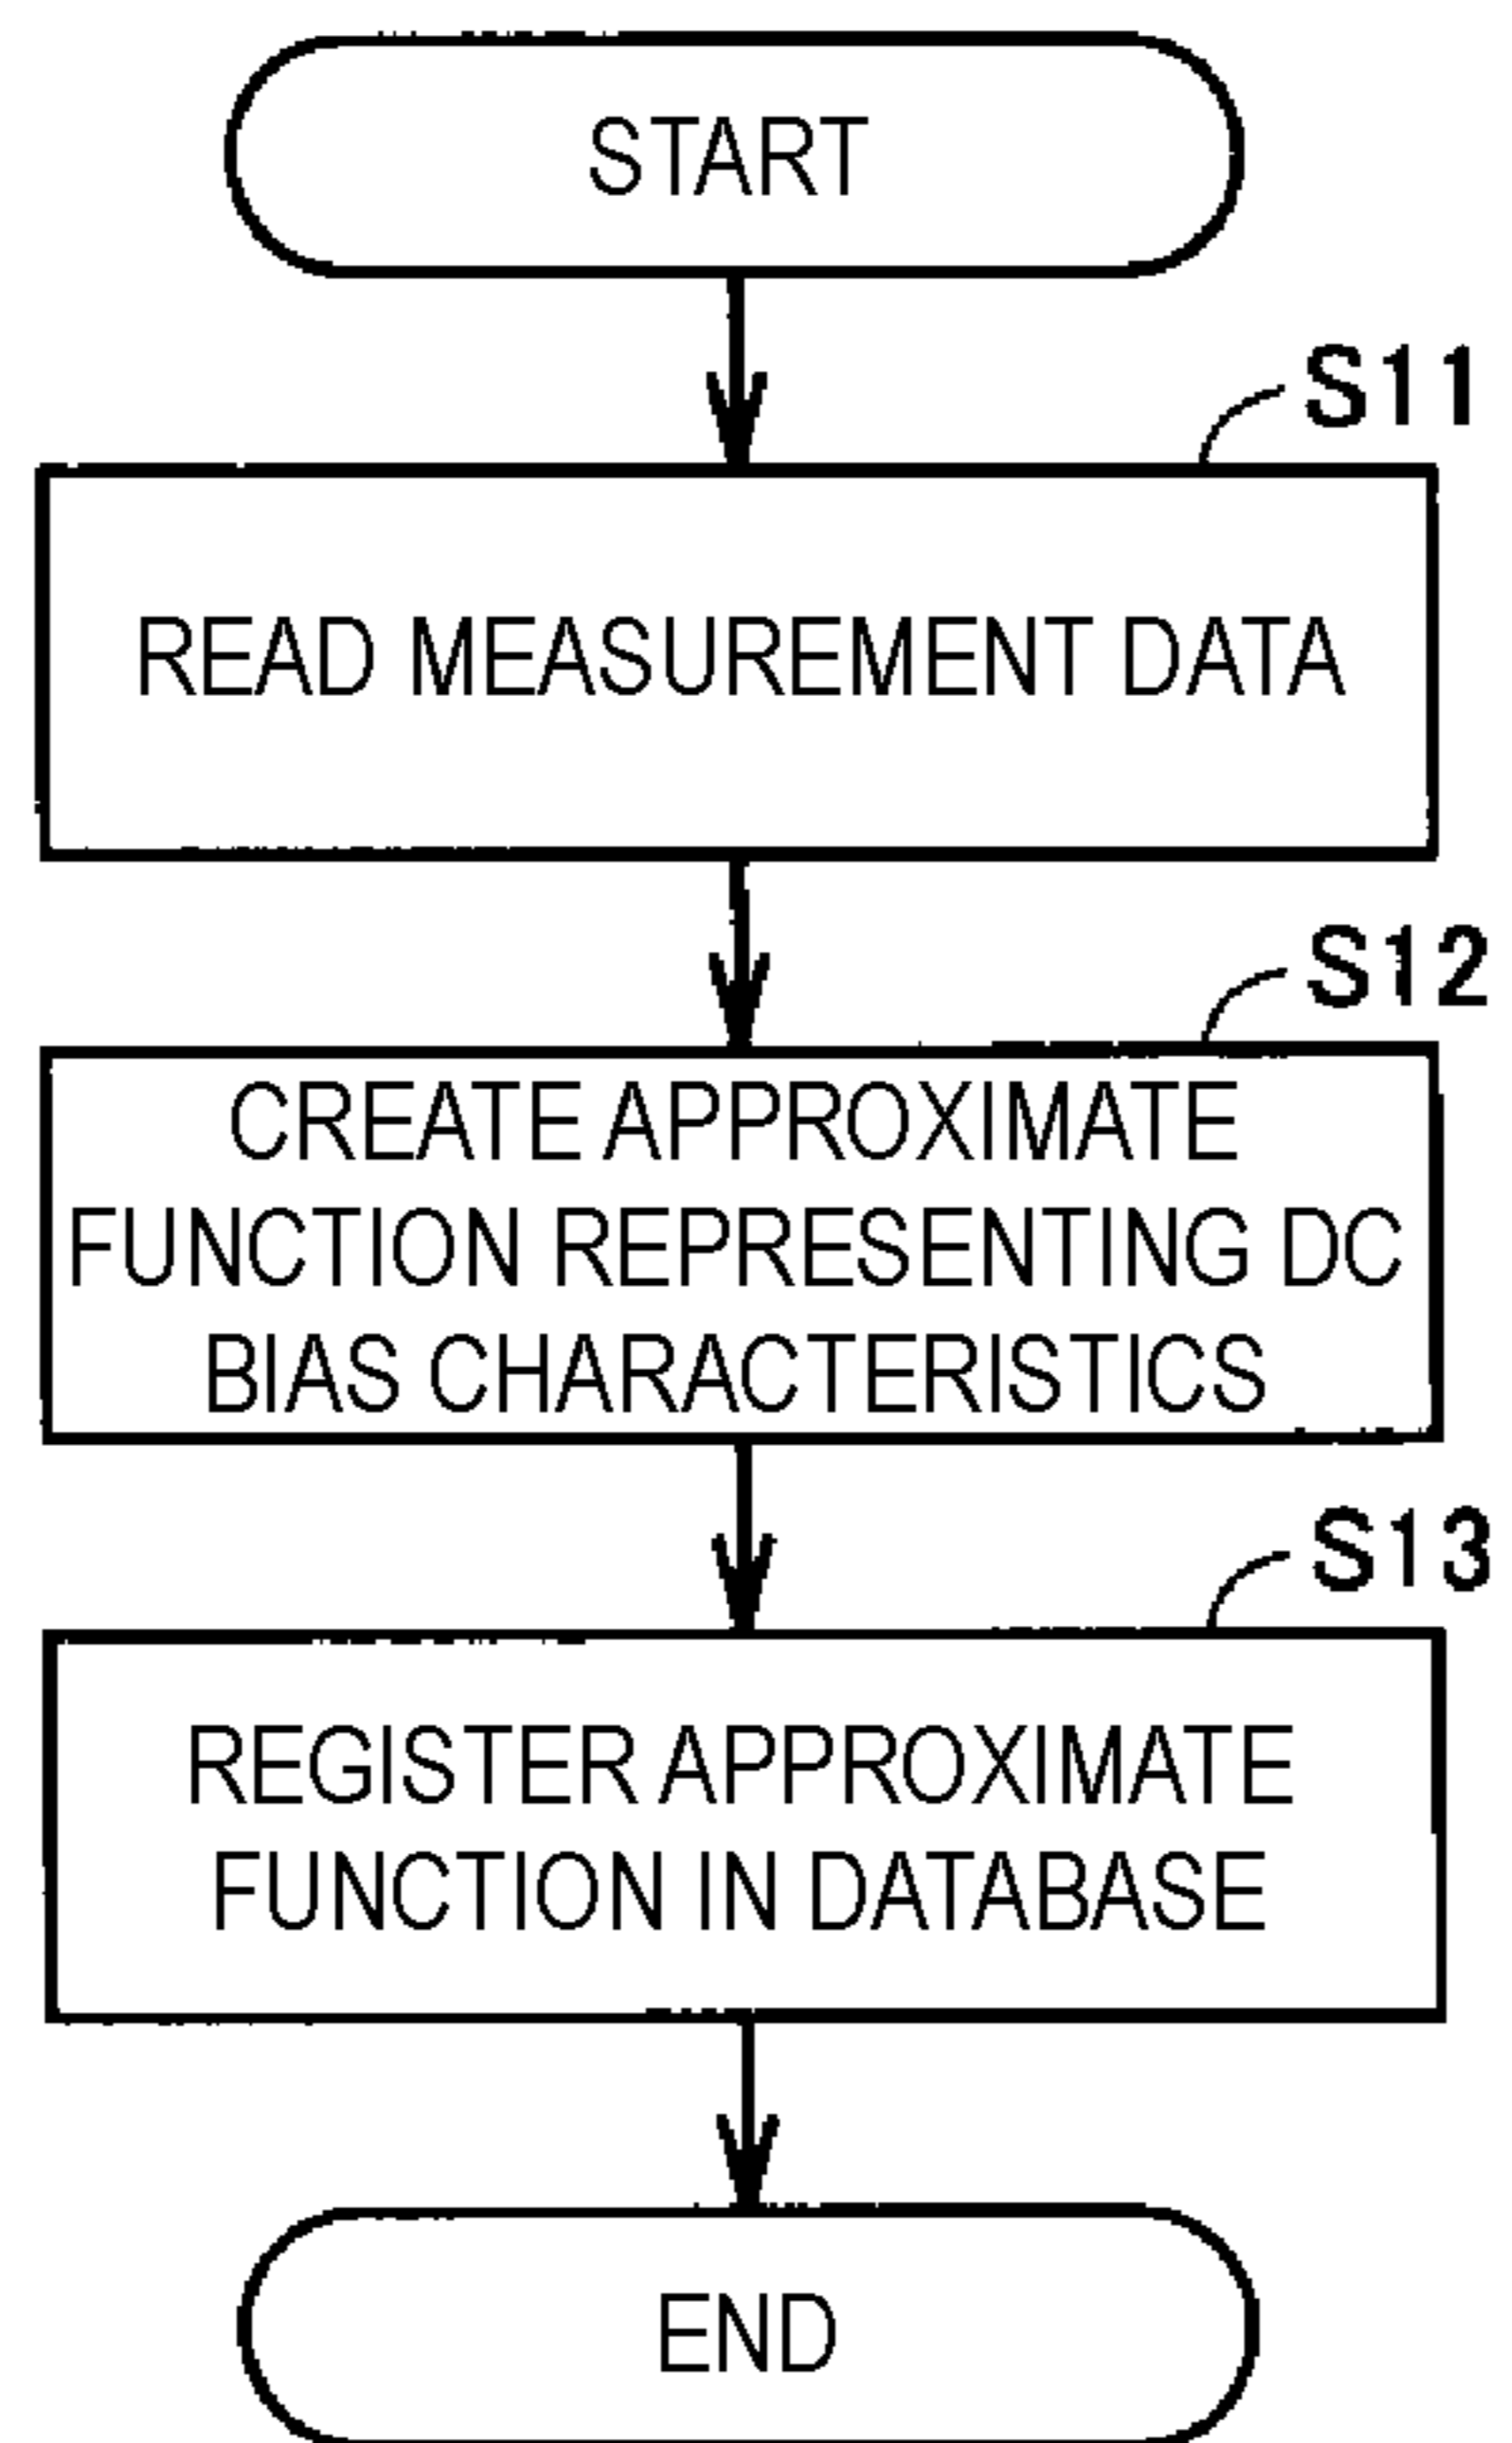 START
S11
READ MEASUREMENT DATA
S12
CREATE APPROXIMATE
FUNCTION REPRESENTING DC
BIAS CHARACTERISTICS
S13
REGISTER APPROXIMATE
FUNCTION IN DATABASE
END